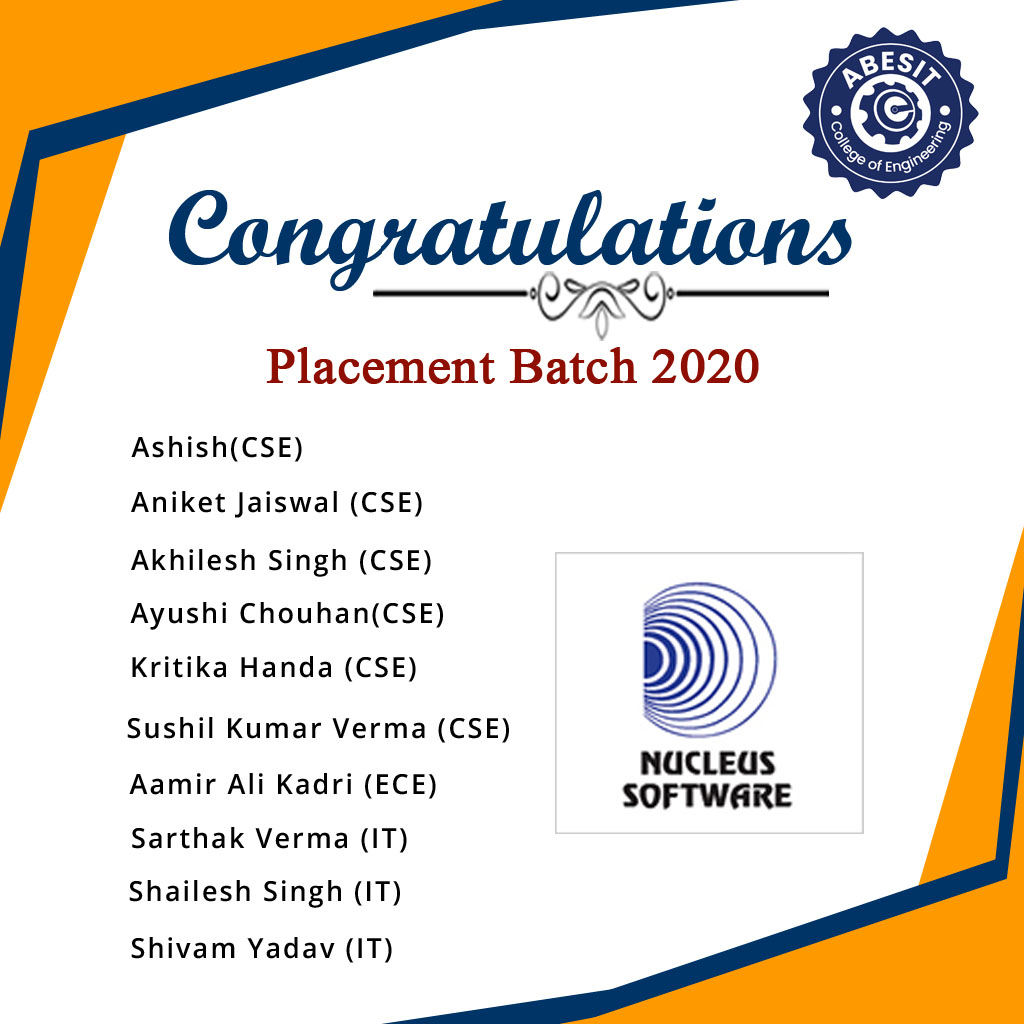 ABESIT
College of Engineering
Congratulations
Placement Batch 2020
Ashish(CSE)
Aniket Jaiswal (CSE)
Akhilesh Singh (CSE)
Ayushi Chouhan(CSE)
Kritika Handa (CSE)
Sushil Kumar Verma (CSE)
Aamir Ali Kadri (ECE)
Sarthak Verma (IT)
Shailesh Singh (IT)
Shivam Yadav (IT)
NUCLEUS
SOFTWARE